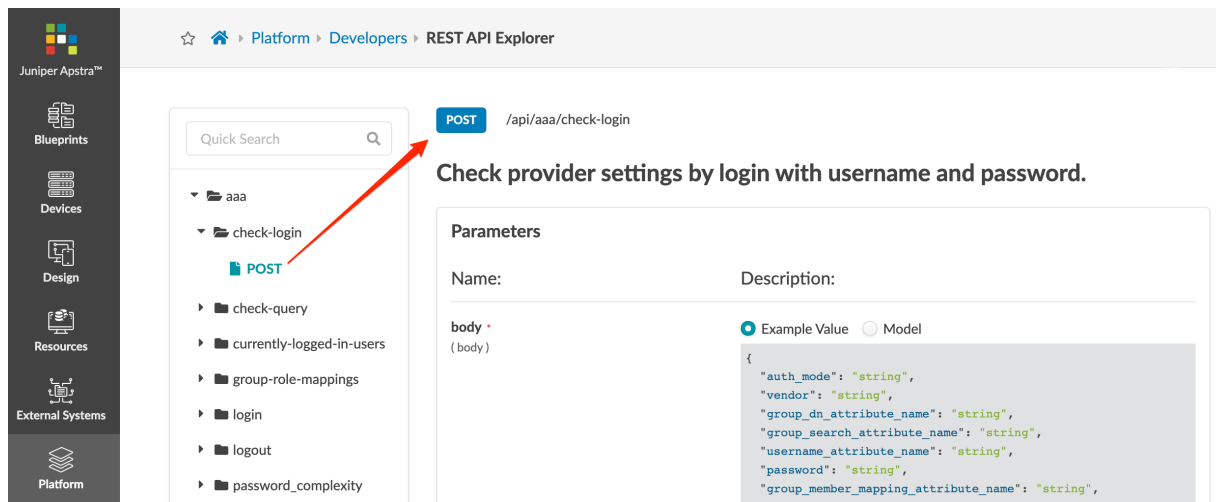 Juniper Apstra™
Blueprints
Devices
Design
Resources
External Systems
Platform
Platform Developers REST API Explorer
Quick Search
aaa
check-login
POST
check-query
currently-logged-in-users
group-role-mappings
login
logout
password_complexity
POST /api/aaa/check-login
Check provider settings by login with username and password.
Parameters
Name: Description:
body * Example Value Model
( body )
{
"auth_mode": "string",
"vendor": "string",
"group_dn_attribute_name": "string",
"group_search_attribute_name": "string",
"username_attribute_name": "string",
"password": "string",
"group_member_mapping_attribute_name": "string",